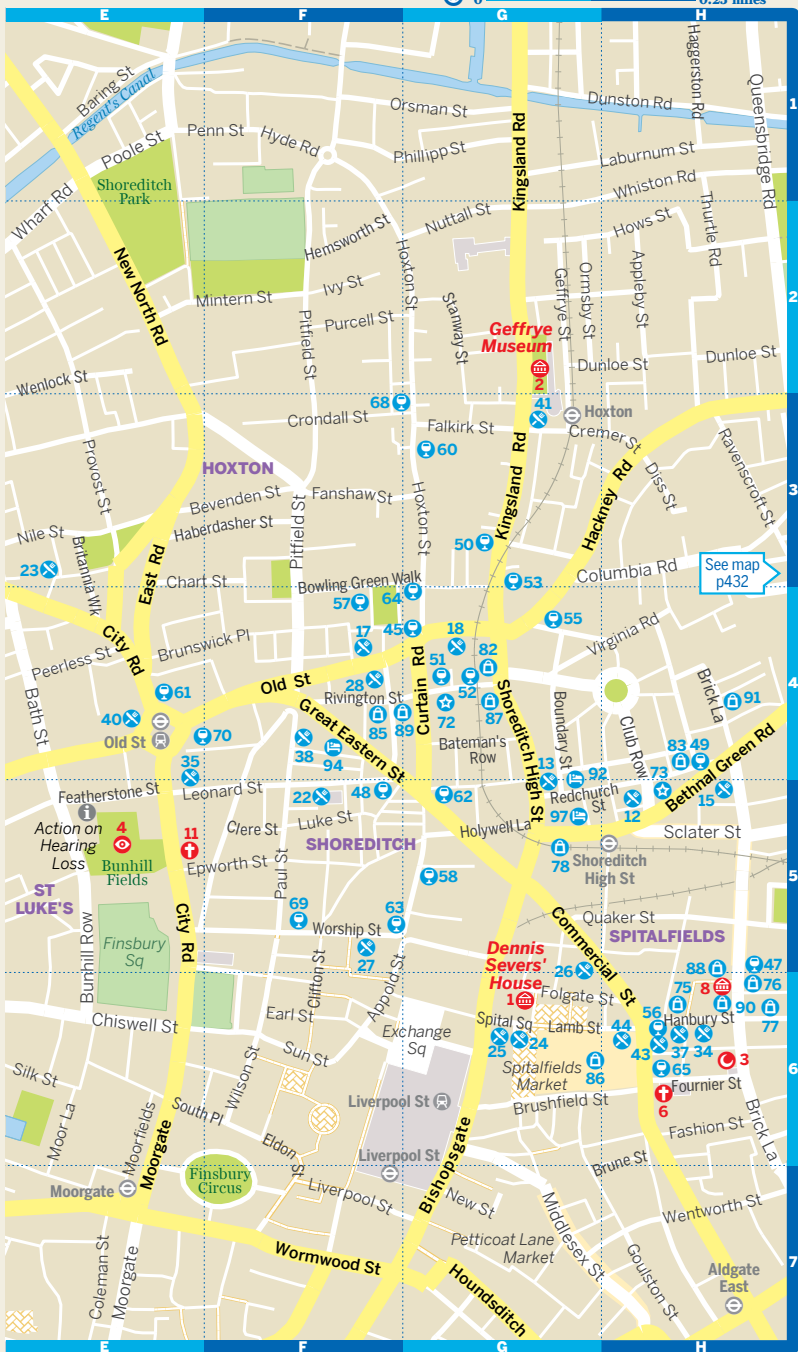 0
0.25 miles
E
F
G
H
1
Baring St
Regent's Canal
Orsman St
Dunston Rd
Haggerston Rd
Queensbridge Rd
Poole St
Penn St
Hyde Rd
Phillipp St
Kingsland Rd
Laburnum St
Shoreditch
Park
Whiston Rd
Wharf Rd
Nuttall St
Hows St
Thurtle Rd
Hemsworth St
Hoxton St
New North Rd
Geffrye St
Ormsby St
Appleby St
2
Ivy St
Mintern St
Stanway St
Pitfield St
Purcell St
Geffrye
Museum
2
Dunloe St
Dunloe St
Wenlock St
68
41
Hoxton
Crondall St
Falkirk St
Cremer St
60
HOXTON
Provost St
Kingsland Rd
Hackney Rd
Diss St
Ravenscroft St
3
Bevenden St
Fanshaw St
Hoxton St
Haberdasher St
Pitfield St
Nile St
50
23
Britannia Wk
East Rd
Chart St
Columbia Rd
See map
p432
53
Bowling Green Walk
57
64
City Rd
Brunswick Pl
17
45
18
55
Virginia Rd
Peerless St
82
51
28
Old St
Curtain Rd
52
4
Bath St
61
Rivington St
Shoreditch High St
Boundary St
Brick La
91
40
85
89
72
87
Club Row
Old St
70
Great Eastern St
38
94
Bateman's
Row
83
49
35
13
92
73
Bethnal Green Rd
Featherstone St
Leonard St
22
48
62
Redchurch
St
12
15
Action on
Hearing
Loss
4
11
Clere St
Luke St
97
Holywell La
Sclater St
Bunhill
Fields
Epworth St
Paul St
SHOREDITCH
78
Shoreditch
High St
5
ST
LUKE'S
58
City Rd
69
63
Commercial St
Quaker St
Bunhill Row
Finsbury
Sq
Worship St
27
SPITALFIELDS
Dennis
Severs'
House
1
26
88
47
Clifton St
Appold St
75
8
76
Folgate St
90
77
Earl St
Chiswell St
Exchange
Sq
Spital Sq
Lamb St
56
Hanbury St
44
25
24
43
37
34
6
Sun St
Spitalfields
Market
86
65
3
Silk St
Wilson St
Liverpool St
Fournier St
Brushfield St
6
Moor La
Moorfields
South Pl
Fashion St
Brick La
Eldon St
Moorgate
Bishopsgate
Liverpool St
Brune St
Moorgate
Finsbury
Circus
Liverpool St
New St
Middlesex St
Wentworth St
Petticoat Lane
Market
Goulston St
7
Coleman St
Moorgate
Wormwood St
Houndsditch
Aldgate
East
E
F
G
H